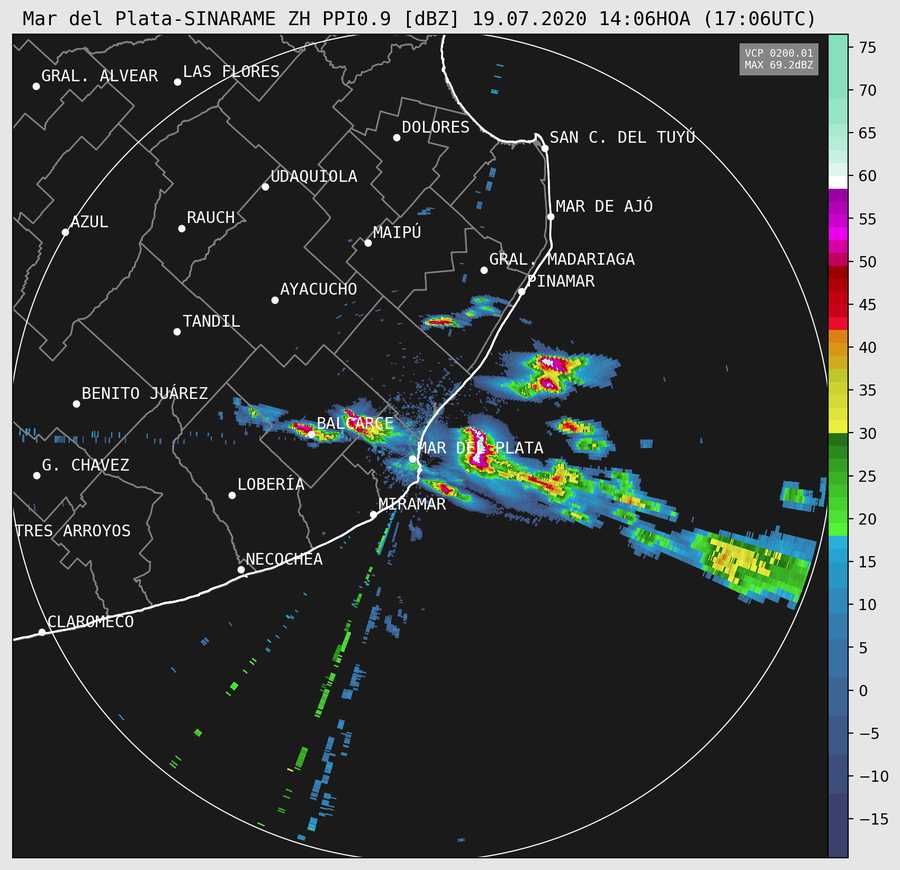 Mar del Plata-SINARAME ZH PPI0.9 [dBZ] 19.07.2020 14:06HOA (17:06UTC)
VCP 0200.01
MAX 69.2dBZ
GRAL. ALVEAR
LAS FLORES
DOLORES
SAN C. DEL TUYÚ
UDAQUIOLA
MAR DE AJÓ
AZUL
RAUCH
MAIPÚ
GRAL. MADARIAGA
PINAMAR
AYACUCHO
TANDIL
BENITO JUÁREZ
BALCARCE
MAR DEL PLATA
G. CHAVEZ
LOBERÍA
MIRAMAR
TRES ARROYOS
NECOCHEA
CLAROMECO
75
70
65
60
55
50
45
40
35
30
25
20
15
10
5
0
−5
−10
−15